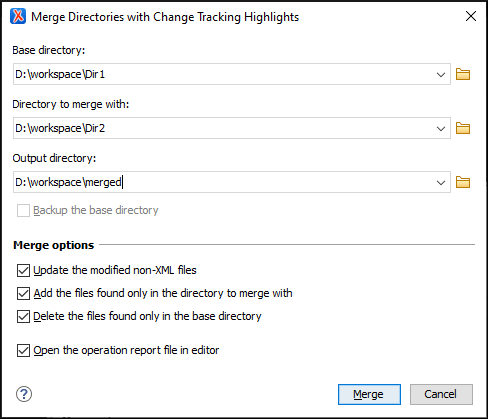 Merge Directories with Change Tracking Highlights
Base directory:
D:\workspace\Dir1
Directory to merge with:
D:\workspace\Dir2
Output directory:
D:\workspace\merged
Backup the base directory
Merge options
Update the modified non-XML files
Add the files found only in the directory to merge with
Delete the files found only in the base directory
Open the operation report file in editor
?
Merge
Cancel